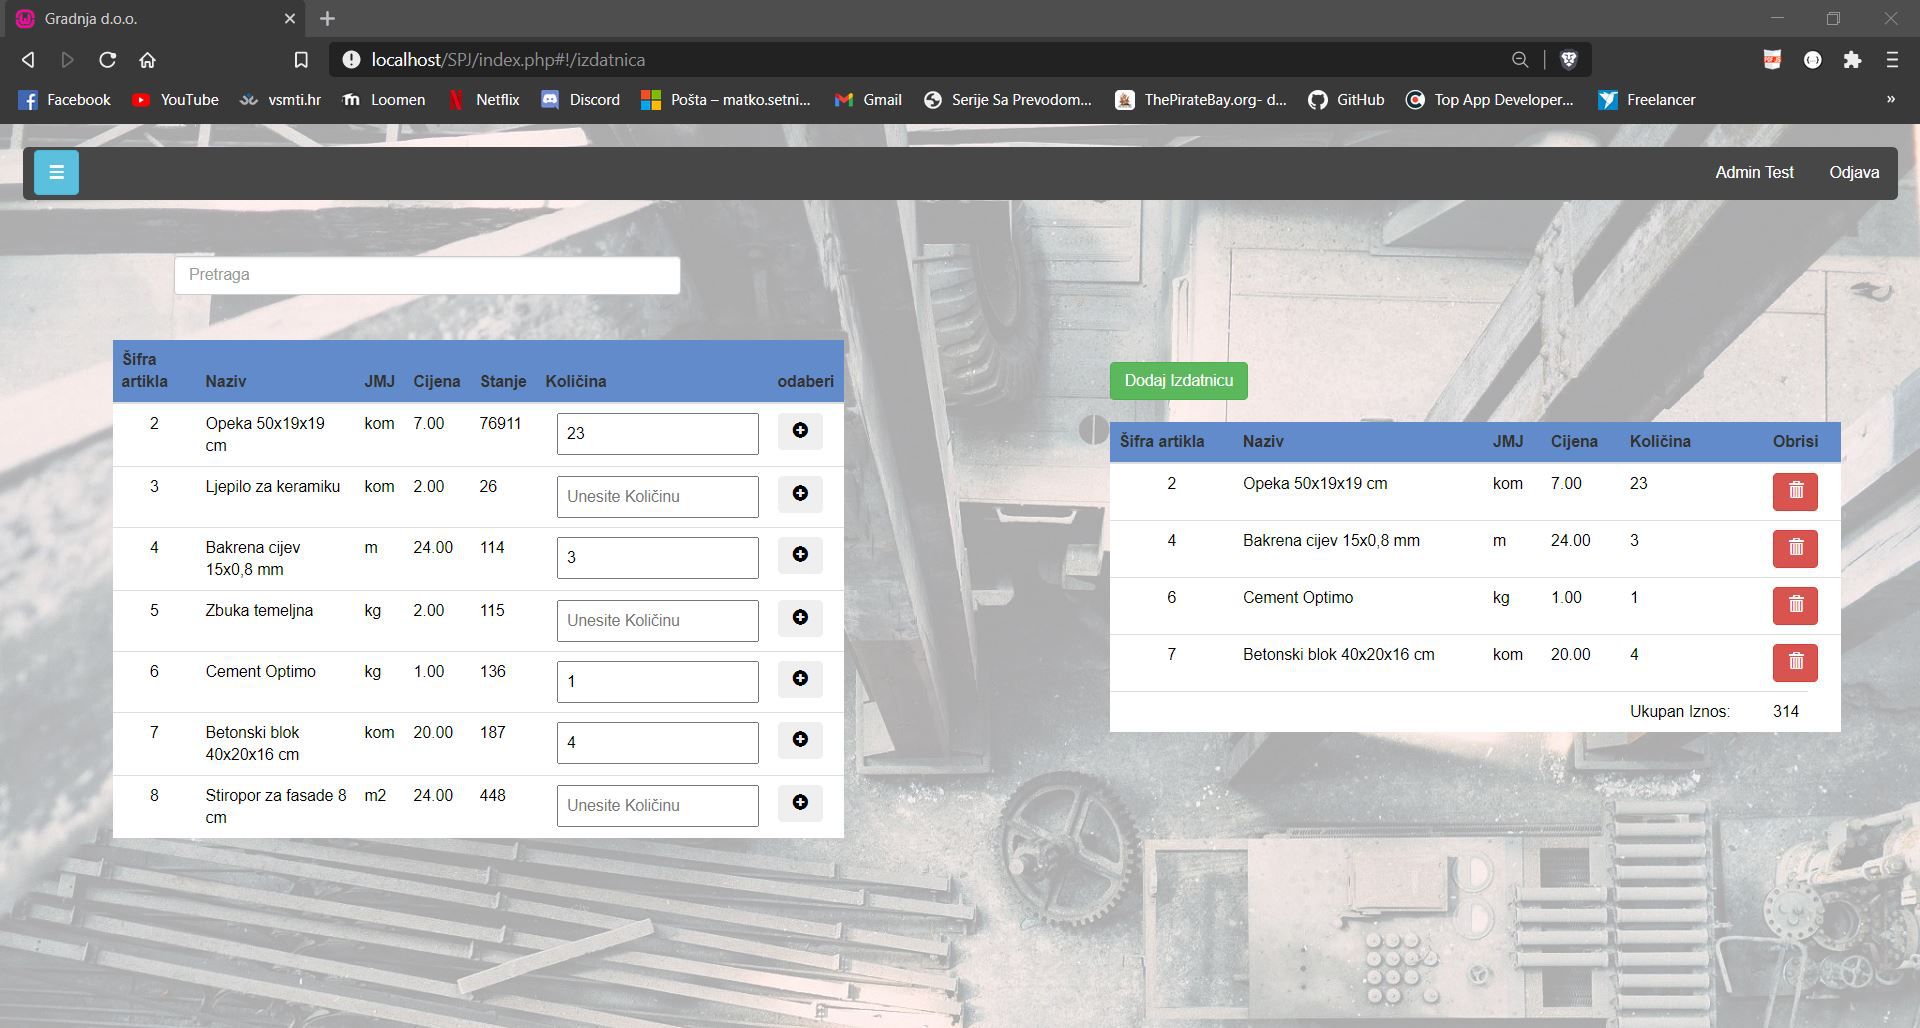 Gradnja d.o.o.
localhost/SPJ/index.php#!/izdatnica
Facebook YouTube vsmti.hr Loomen Netflix Discord Pošta – matko.setni... Gmail Serije Sa Prevodom... ThePirateBay.org- d... GitHub Top App Developer... Freelancer »
Admin Test Odjava
Pretraga
Šifra
artikla Naziv JMJ Cijena Stanje Količina odaberi
2 Opeka 50x19x19 kom 7.00 76911 23
cm
3 Ljepilo za keramiku kom 2.00 26 Unesite Količinu
4 Bakrena cijev m 24.00 114 3
15x0,8 mm
5 Zbuka temeljna kg 2.00 115 Unesite Količinu
6 Cement Optimo kg 1.00 136 1
7 Betonski blok kom 20.00 187 4
40x20x16 cm
8 Stiropor za fasade 8 m2 24.00 448 Unesite Količinu
cm
Dodaj Izdatnicu
Šifra artikla Naziv JMJ Cijena Količina Obrisi
2 Opeka 50x19x19 cm kom 7.00 23
4 Bakrena cijev 15x0,8 mm m 24.00 3
6 Cement Optimo kg 1.00 1
7 Betonski blok 40x20x16 cm kom 20.00 4
Ukupan Iznos: 314